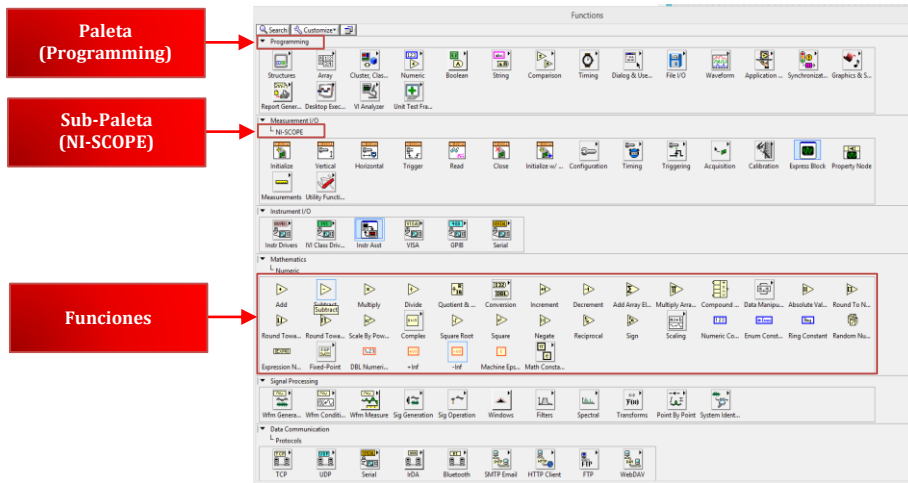 Paleta
(Programming)
Sub-Paleta
(NI-SCOPE)
Funciones
Functions
Search Customize
Programming
Structures Array Cluster, Clas... Numeric Boolean String Comparison Timing Dialog & Use... File I/O Waveform Application ... Synchronizat... Graphics & S...
Report Gener... Desktop Exec... VI Analyzer Unit Test Fra...
Measurement I/O
NI-SCOPE
Initialize Vertical Horizontal Trigger Read Close Initialize w/ ... Configuration Timing Triggering Acquisition Calibration Express Block Property Node
Measurements Utility Functi...
Instrument I/O
Instr Drivers IVI Class Driv... Instr Asst VISA GPIB Serial
Mathematics
Numeric
Add Subtract Multiply Divide Quotient & ... Conversion Increment Decrement Add Array El... Multiply Arra... Compound ... Data Manipu... Absolute Val... Round To N...
Subtract
Round Towa... Round Towa... Scale By Pow... Complex Square Root Square Negate Reciprocal Sign Scaling Numeric Co... Enum Const... Ring Constant Random Nu...
Expression N... Fixed-Point DBL Numeri... +Inf -Inf Machine Eps... Math Consta...
Signal Processing
Wfm Genera... Wfm Conditi... Wfm Measure Sig Generation Sig Operation Windows Filters Spectral Transforms Point By Point System Ident...
Data Communication
Protocols
TCP UDP Serial IrDA Bluetooth SMTP Email HTTP Client FTP WebDAV